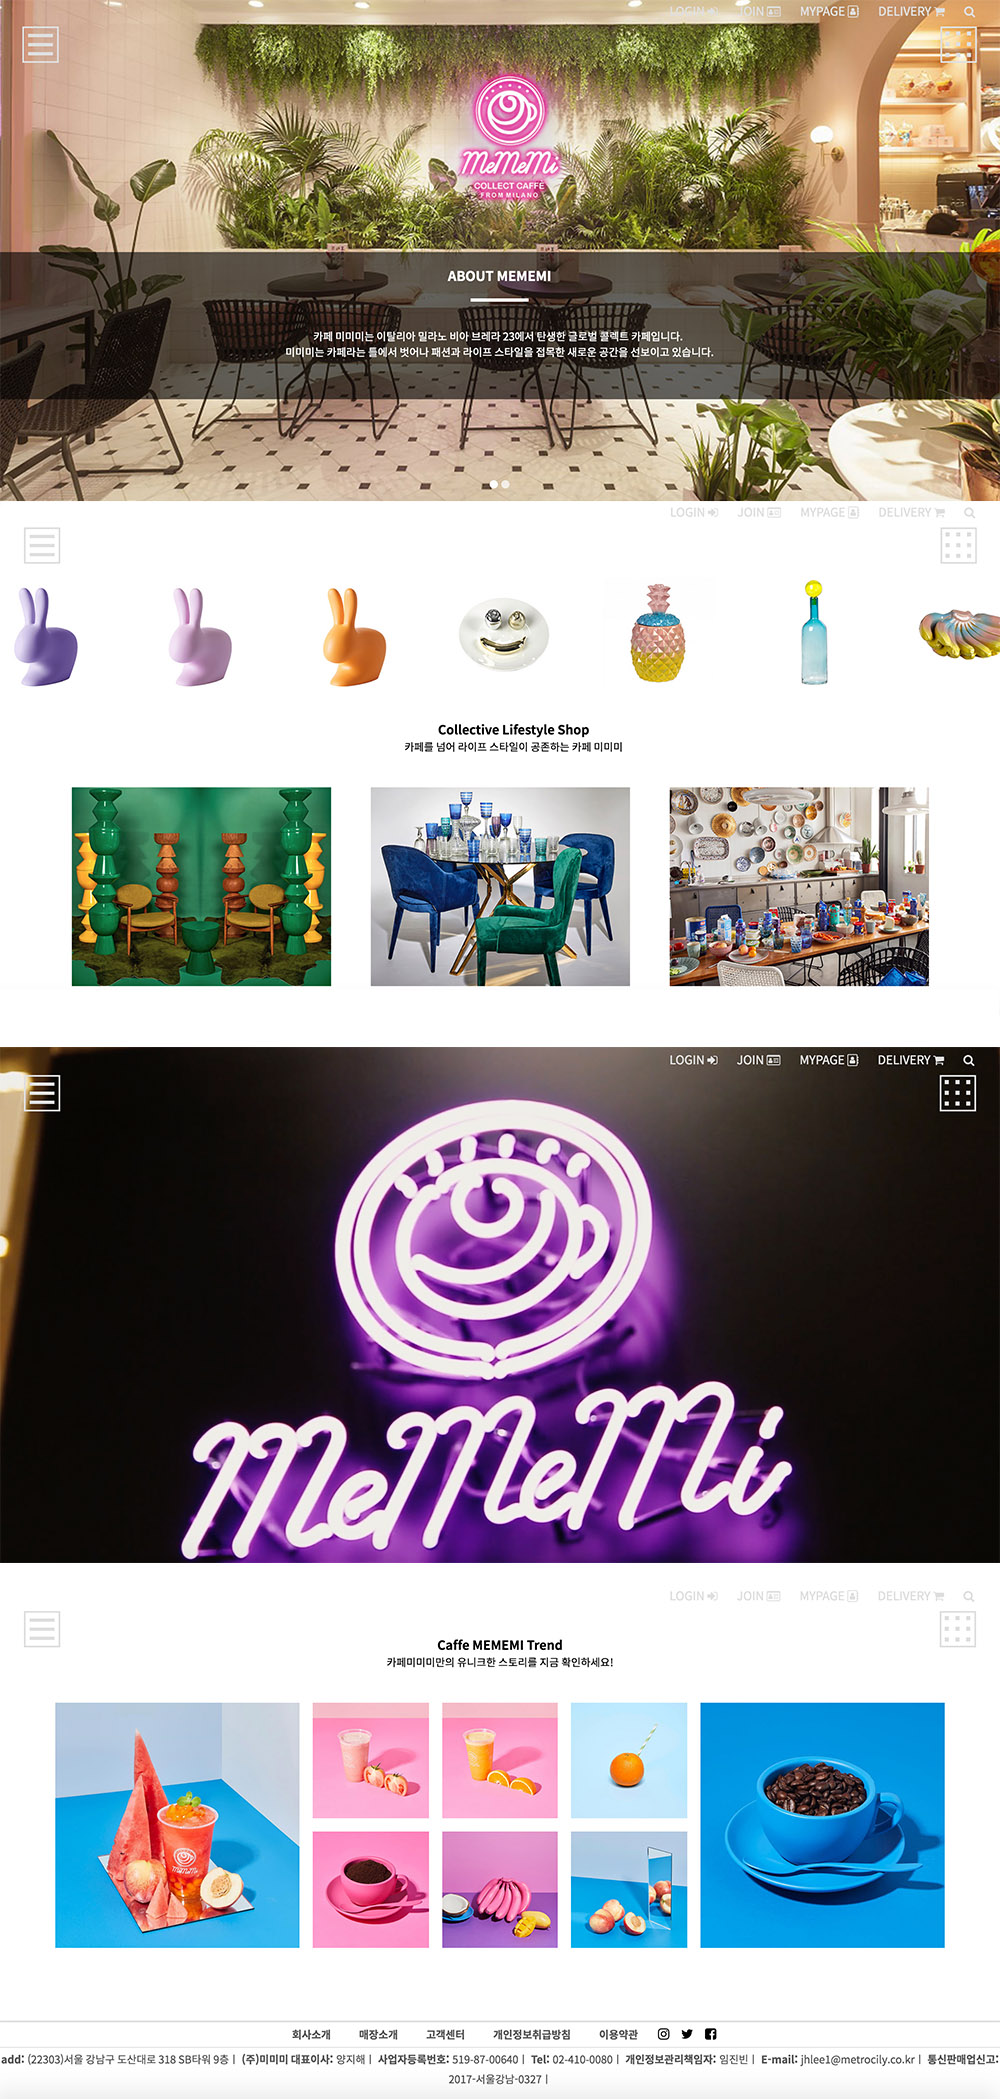 LOGIN JOIN MYPAGE DELIVERY
MeMeMi
COLLECT CAFFE
FROM MILANO
ABOUT MEMEMI
카페 미미미는 이탈리아 밀라노 비아 브레라 23에서 탄생한 글로벌 콜렉트 카페입니다.
미미미는 카페라는 틀에서 벗어나 패션과 라이프 스타일을 접목한 새로운 공간을 선보이고 있습니다.
LOGIN JOIN MYPAGE DELIVERY
Collective Lifestyle Shop
카페를 넘어 라이프 스타일이 공존하는 카페 미미미
LOGIN JOIN MYPAGE DELIVERY
MeMeMi
LOGIN JOIN MYPAGE DELIVERY
Caffe MEMEMI Trend
카페미미미만의 유니크한 스토리를 지금 확인하세요!
MeMeMi
회사소개 매장소개 고객센터 개인정보취급방침 이용약관
add: (22303)서울 강남구 도산대로 318 SB타워 9층 | (주)미미미 대표이사: 양지해 | 사업자등록번호: 519-87-00640 | Tel: 02-410-0080 | 개인정보관리책임자: 임진빈 | E-mail: jhlee1@metrocily.co.kr | 통신판매업신고:
2017-서울강남-0327 |